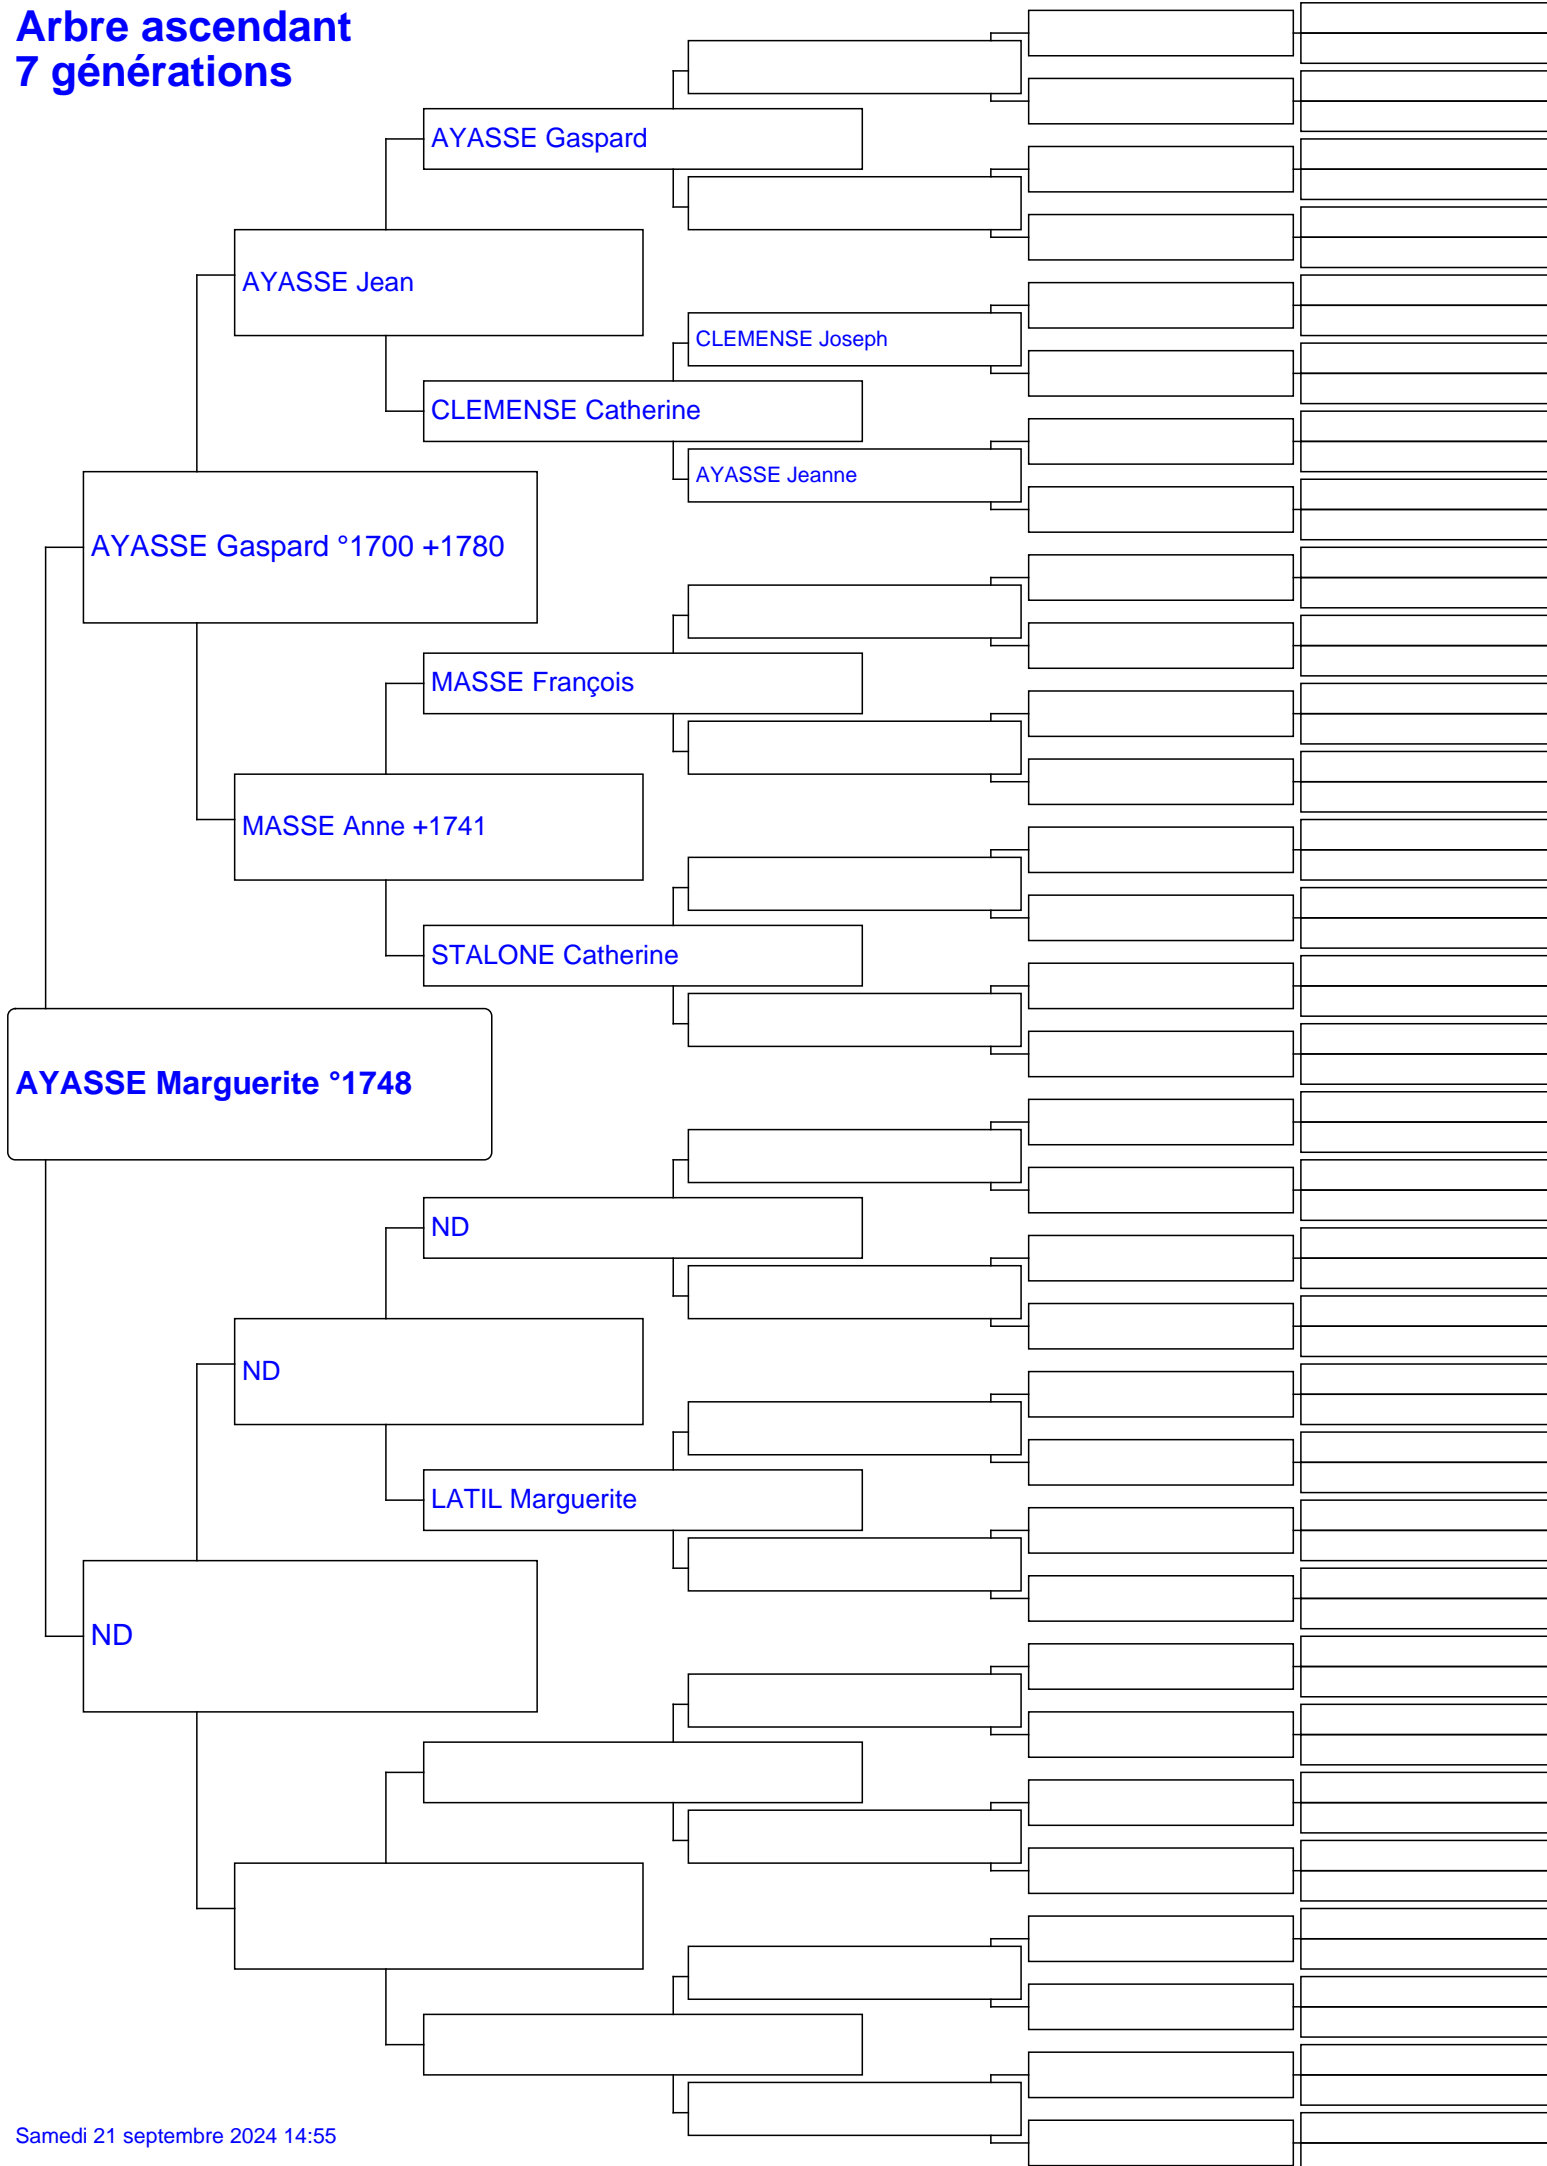 Arbre ascendant
7 générations
AYASSE Gaspard
AYASSE Jean
CLEMENSE Joseph
CLEMENSE Catherine
AYASSE Jeanne
AYASSE Gaspard °1700 +1780
MASSE François
MASSE Anne +1741
STALONE Catherine
AYASSE Marguerite °1748
ND
ND
LATIL Marguerite
ND
Samedi 21 septembre 2024 14:55